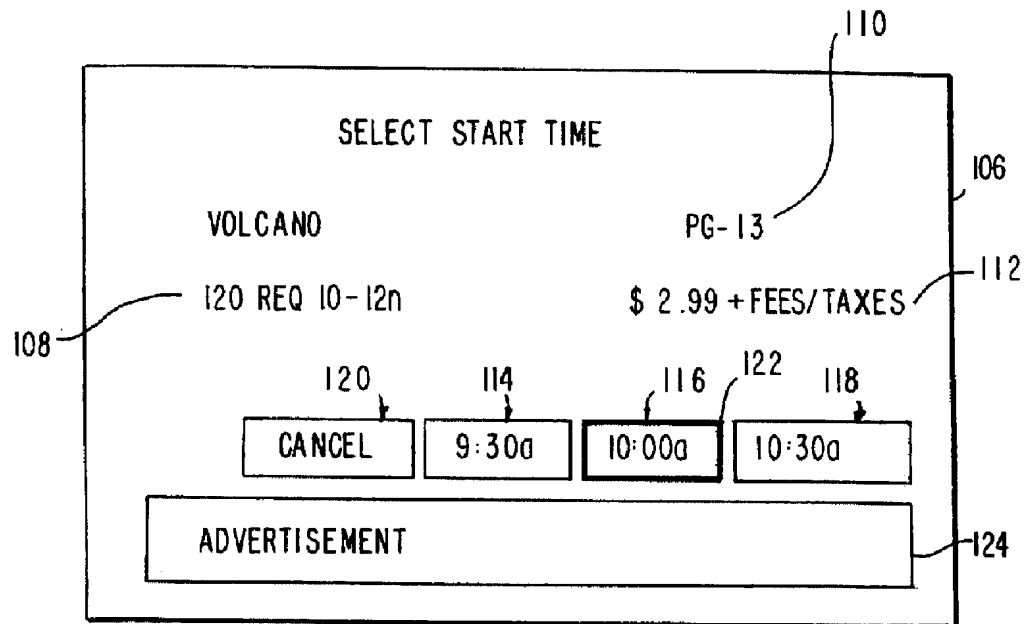 110
SELECT START TIME
106
VOLCANO PG-13
120 REQ 10-12n $ 2.99 + FEES/TAXES 112
108
120 114 116 122 118
CANCEL 9:30a 10:00a 10:30a
ADVERTISEMENT 124